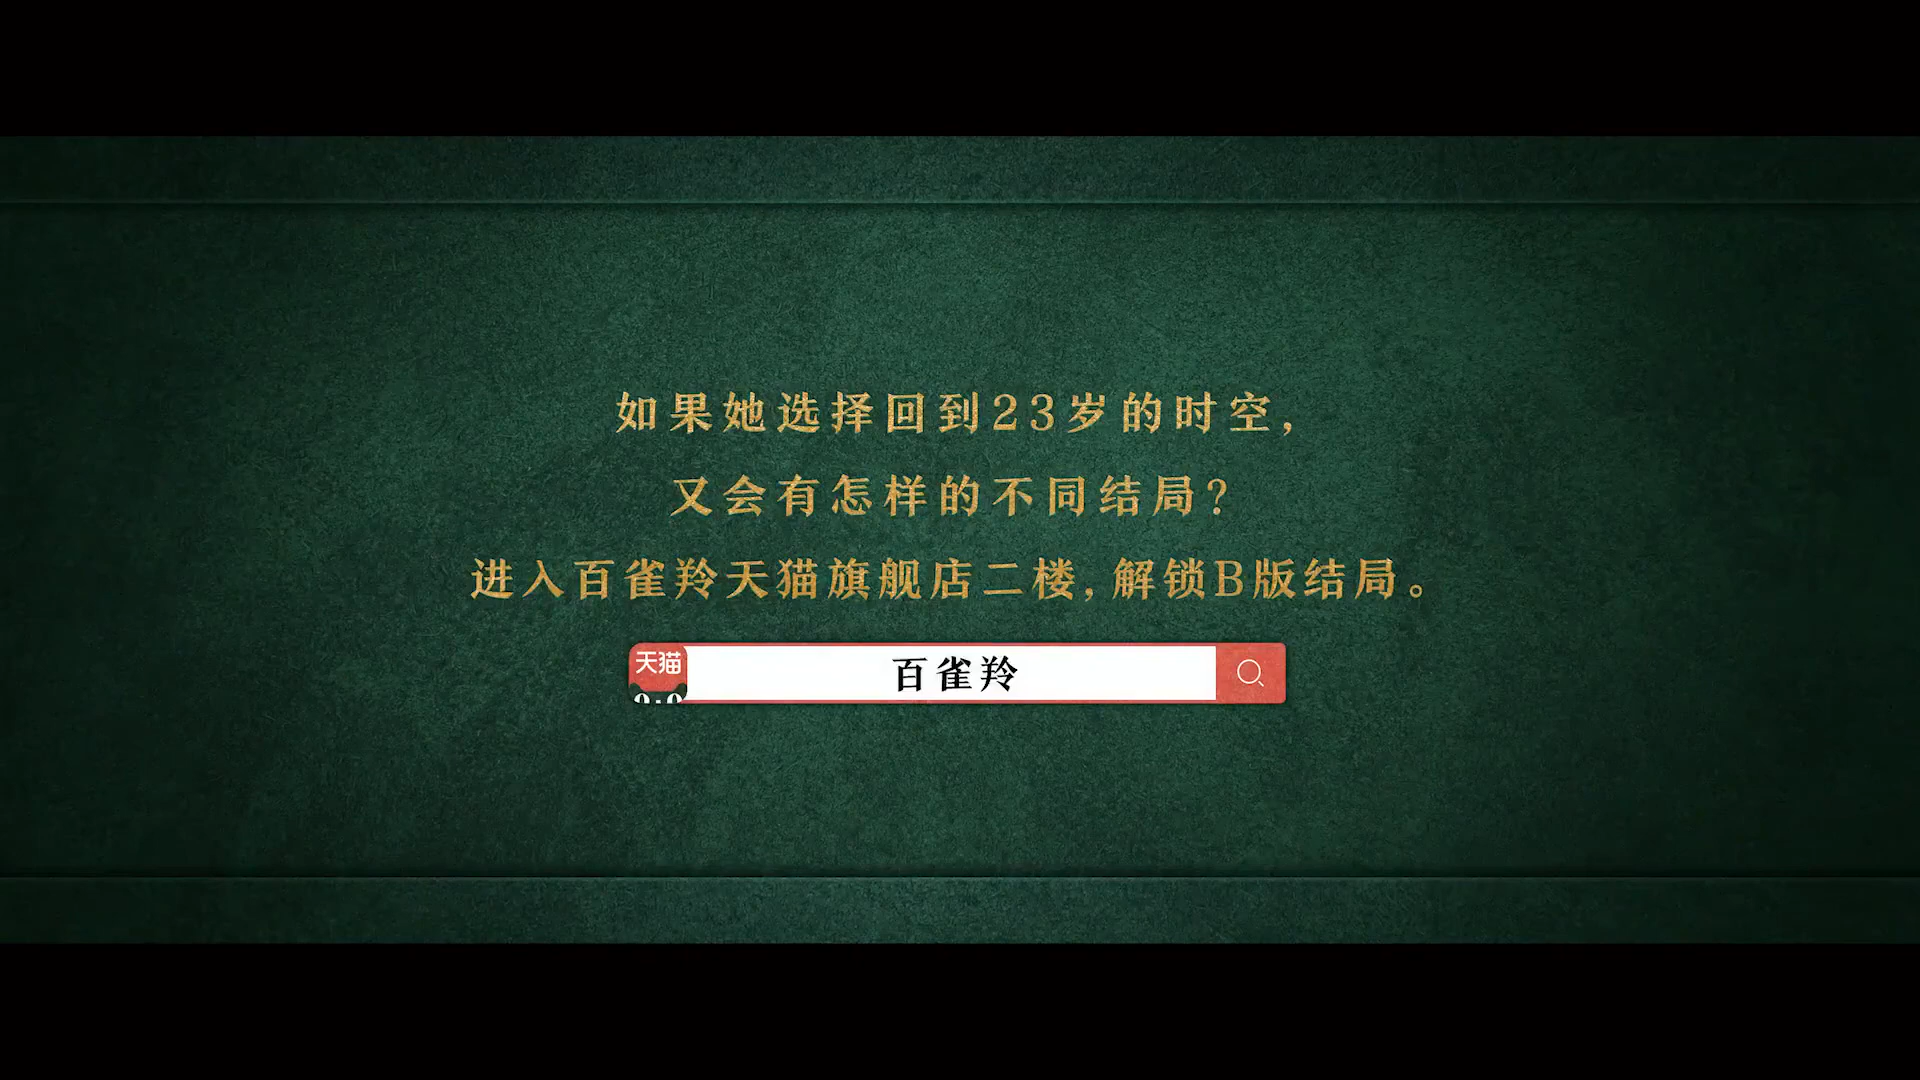 如果她选择回到23岁的时空,
又会有怎样的不同结局?
进入百雀羚天猫旗舰店二楼,解锁B版结局。
天猫
百雀羚